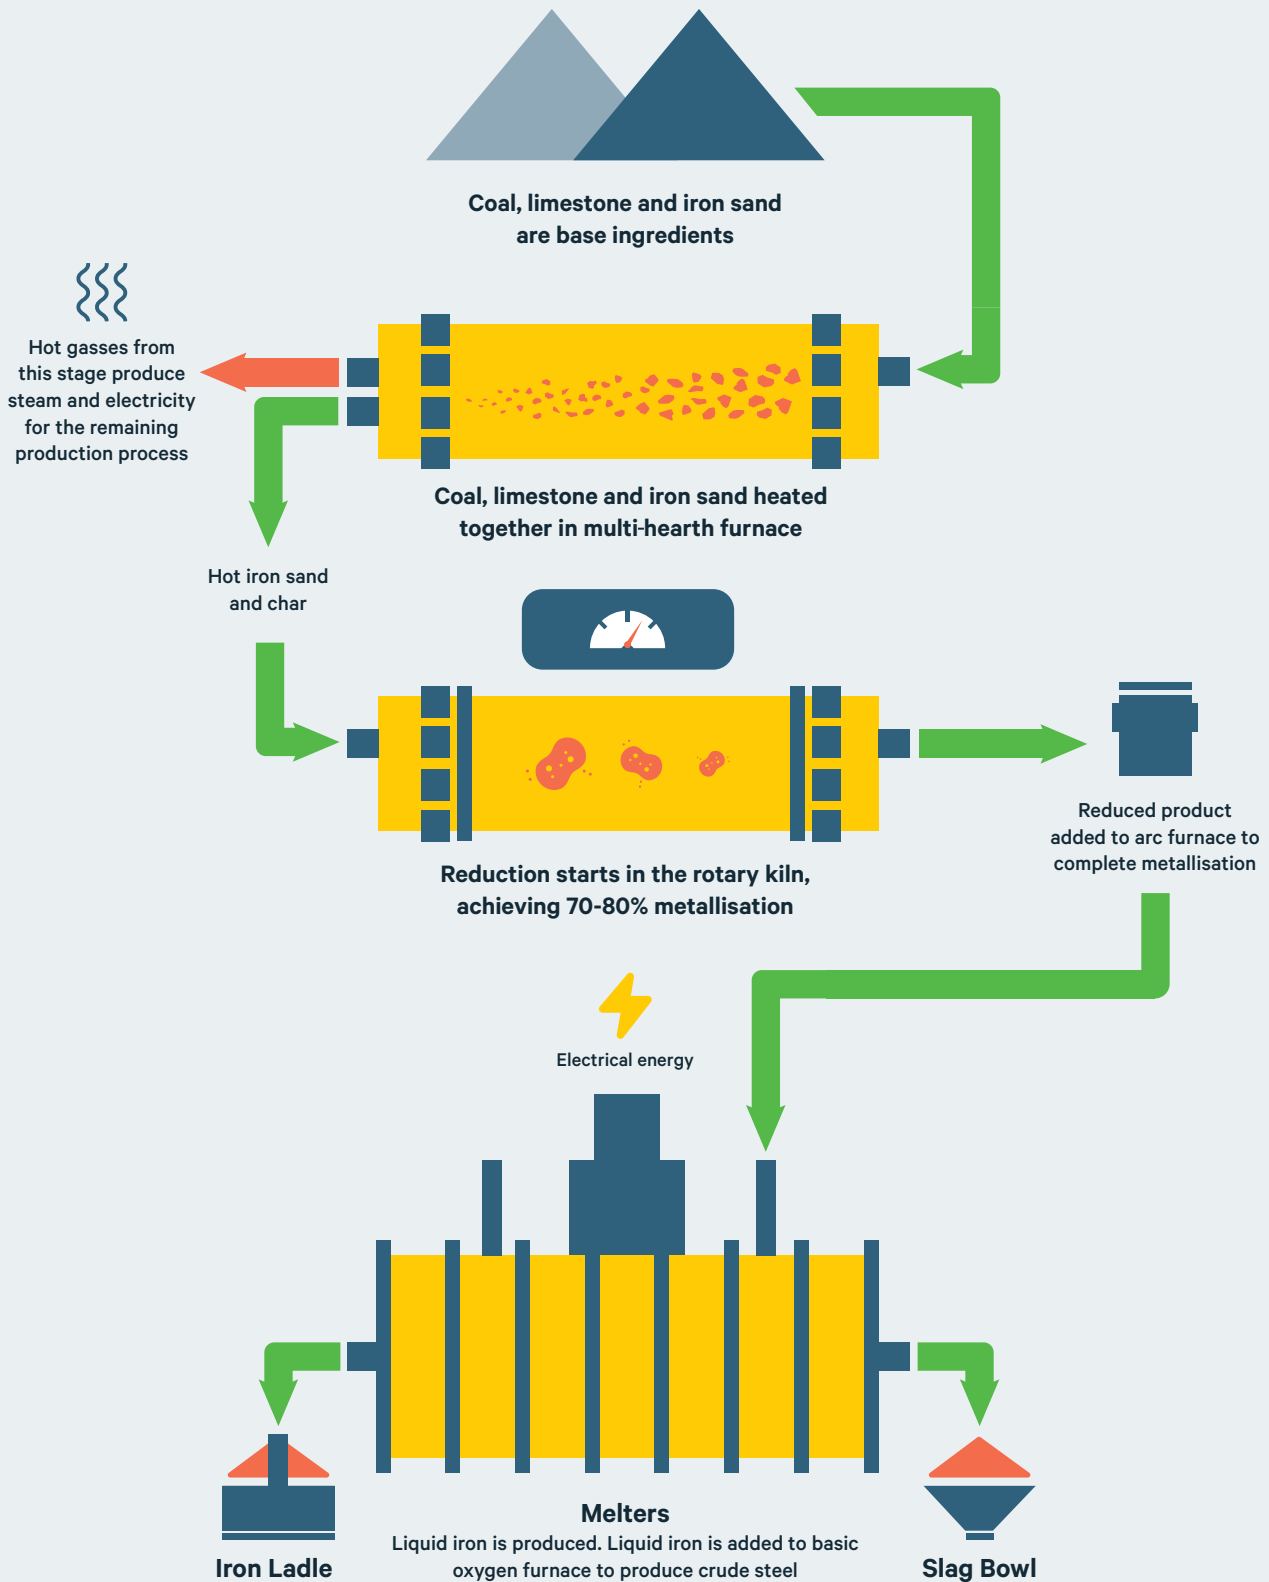 Coal, limestone and iron sand
are base ingredients
Hot gasses from
this stage produce
steam and electricity
for the remaining
production process
Coal, limestone and iron sand heated
together in multi-hearth furnace
Hot iron sand
and char
Reduced product
added to arc furnace to
complete metallisation
Reduction starts in the rotary kiln,
achieving 70-80% metallisation
Electrical energy
Melters
Liquid iron is produced. Liquid iron is added to basic
oxygen furnace to produce crude steel
Iron Ladle
Slag Bowl